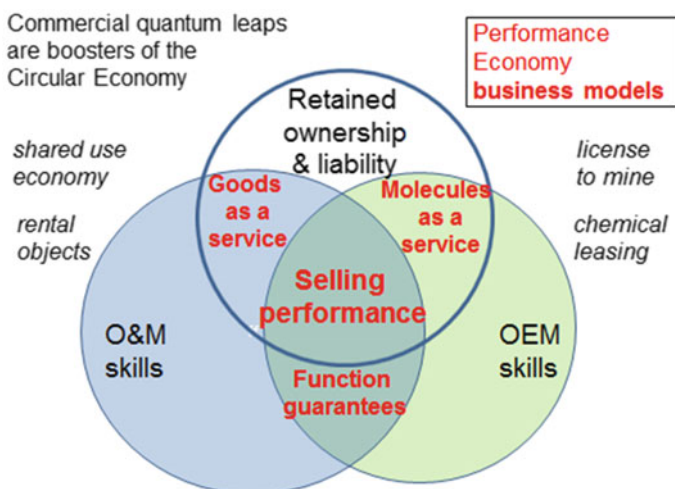 Commercial quantum leaps
are boosters of the
Circular Economy
Performance
Economy
business models
Retained
ownership
& liability
shared use
economy
rental
objects
license
to mine
chemical
leasing
Goods
as a
service
Molecules
as a
service
Selling
performance
O&M
skills
OEM
skills
Function
guarantees